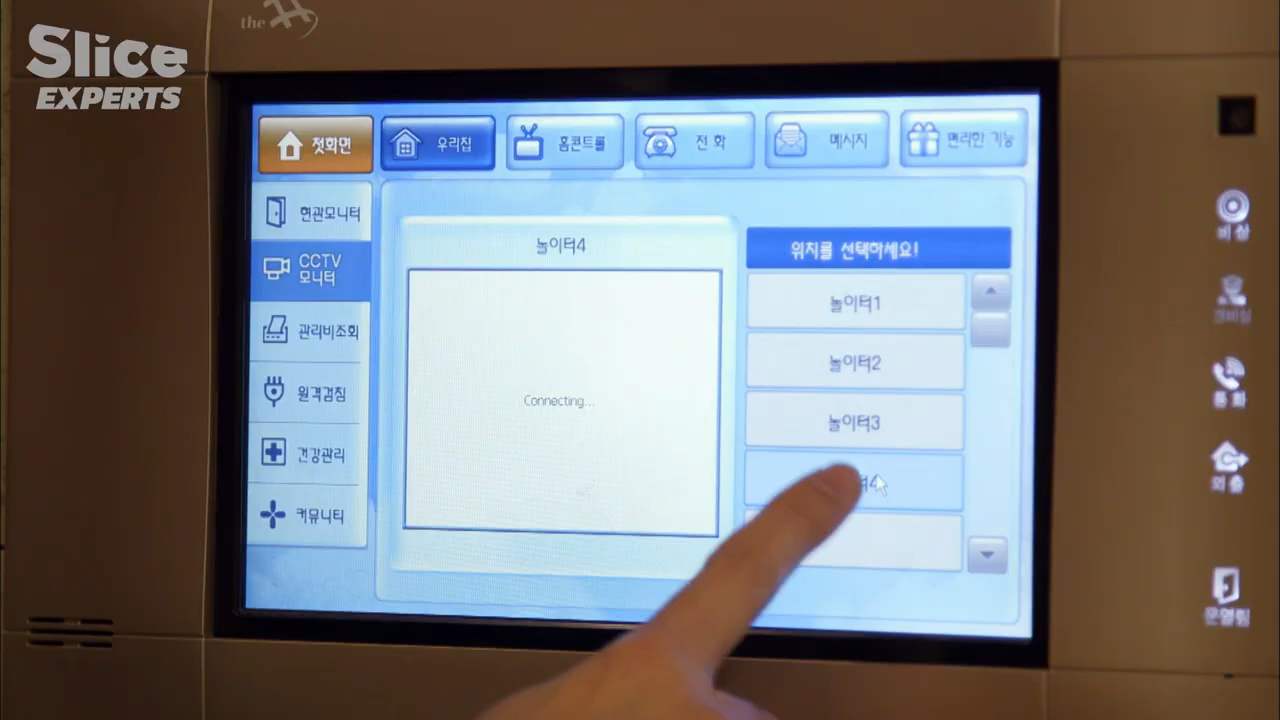 Slice
EXPERTS
the
첫화면
우리집
홈콘트롤
전화
메시지
편리한 기능
현관모니터
CCTV
모니터
관리비조회
원격검침
건강관리
커뮤니티
놀이터4
Connecting...
위치를 선택하세요!
놀이터1
놀이터2
놀이터3
터4
비상
경비실
통화
외출
문열림